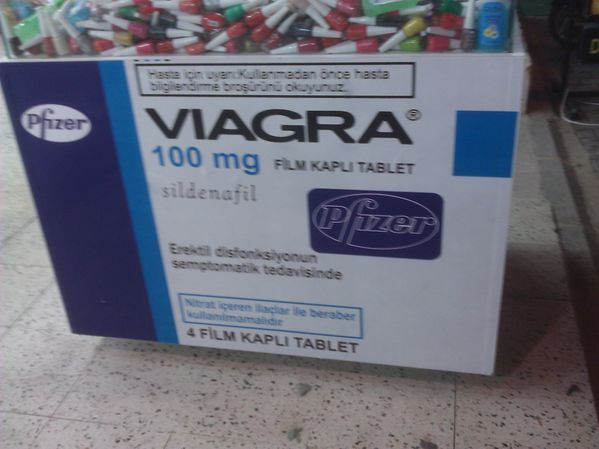 Hasta için uyarı:Kullanmadan önce hasta
bilgilendirme broşürünü okuyunuz.
Pfizer
VIAGRA®
100 mg FİLM KAPLI TABLET
sildenafil
Pfizer
Erektil disfonksiyonun
semptomatik tedavisinde
Nitrat içeren ilaçlar ile beraber
kullanılmamalıdır
4 FİLM KAPLI TABLET